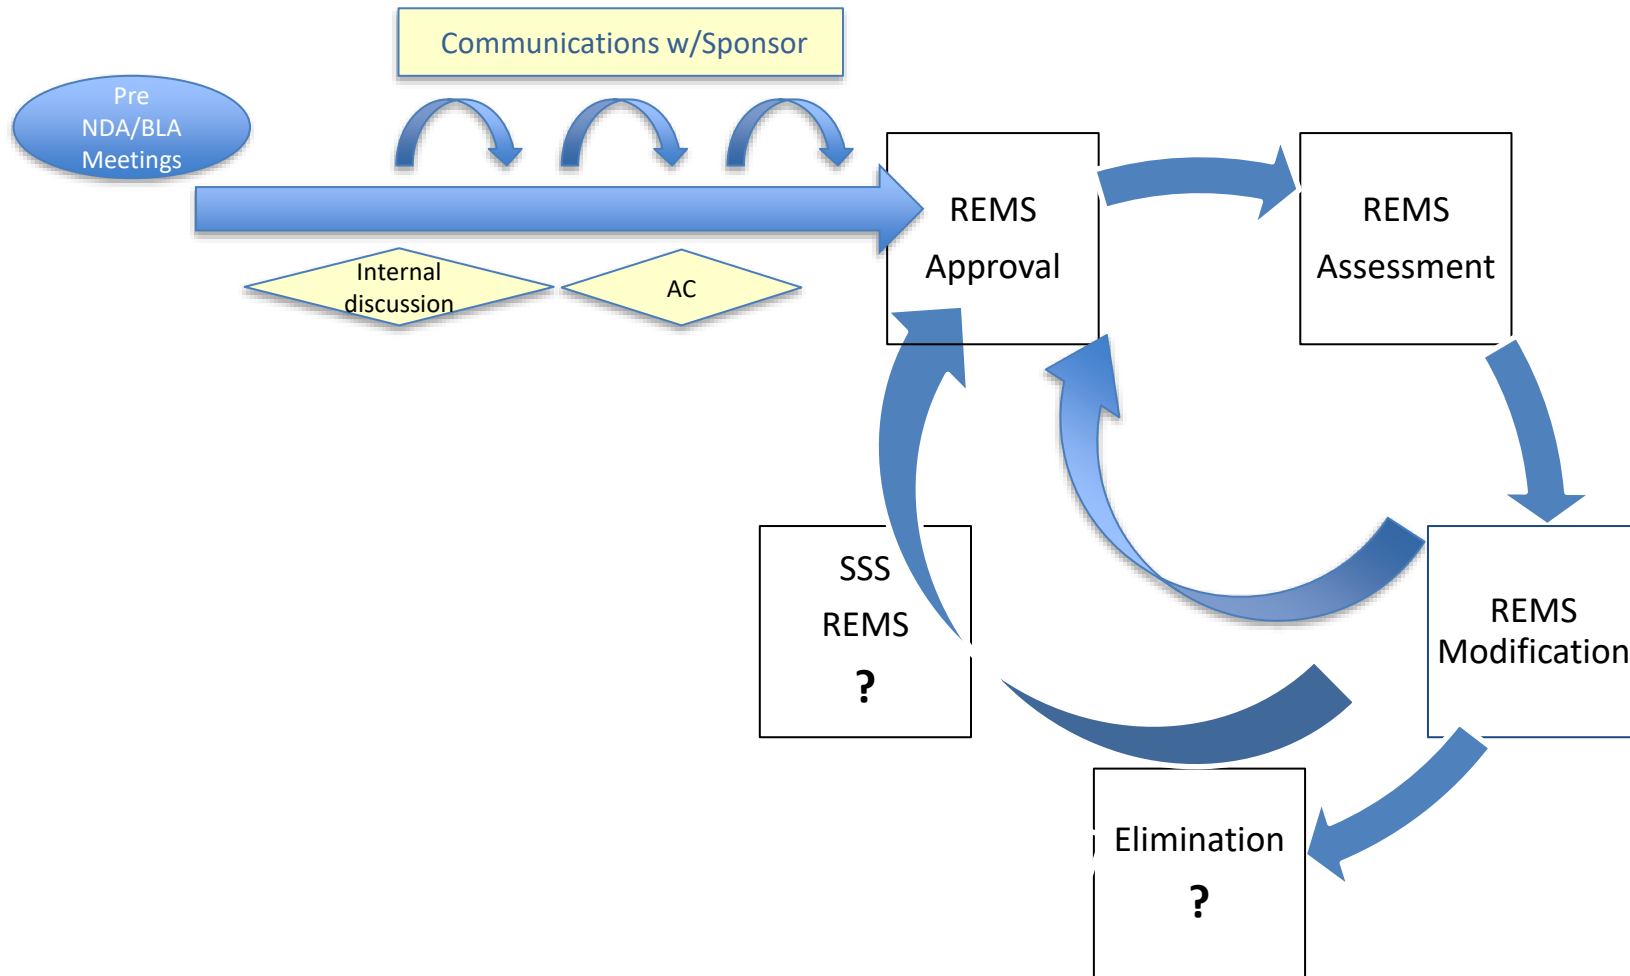 Communications w/Sponsor
Pre
NDA/BLA
Meetings
Internal
discussion
AC
REMS
Approval
REMS
Assessment
REMS
Modification
Elimination
?
SSS
REMS
?